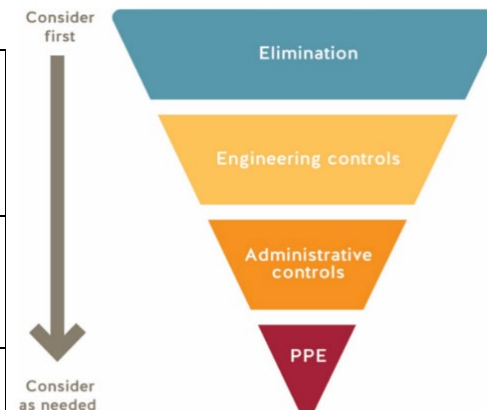 Consider
first
Elimination
Engineering controls
Administrative
controls
PPE
Consider
as needed